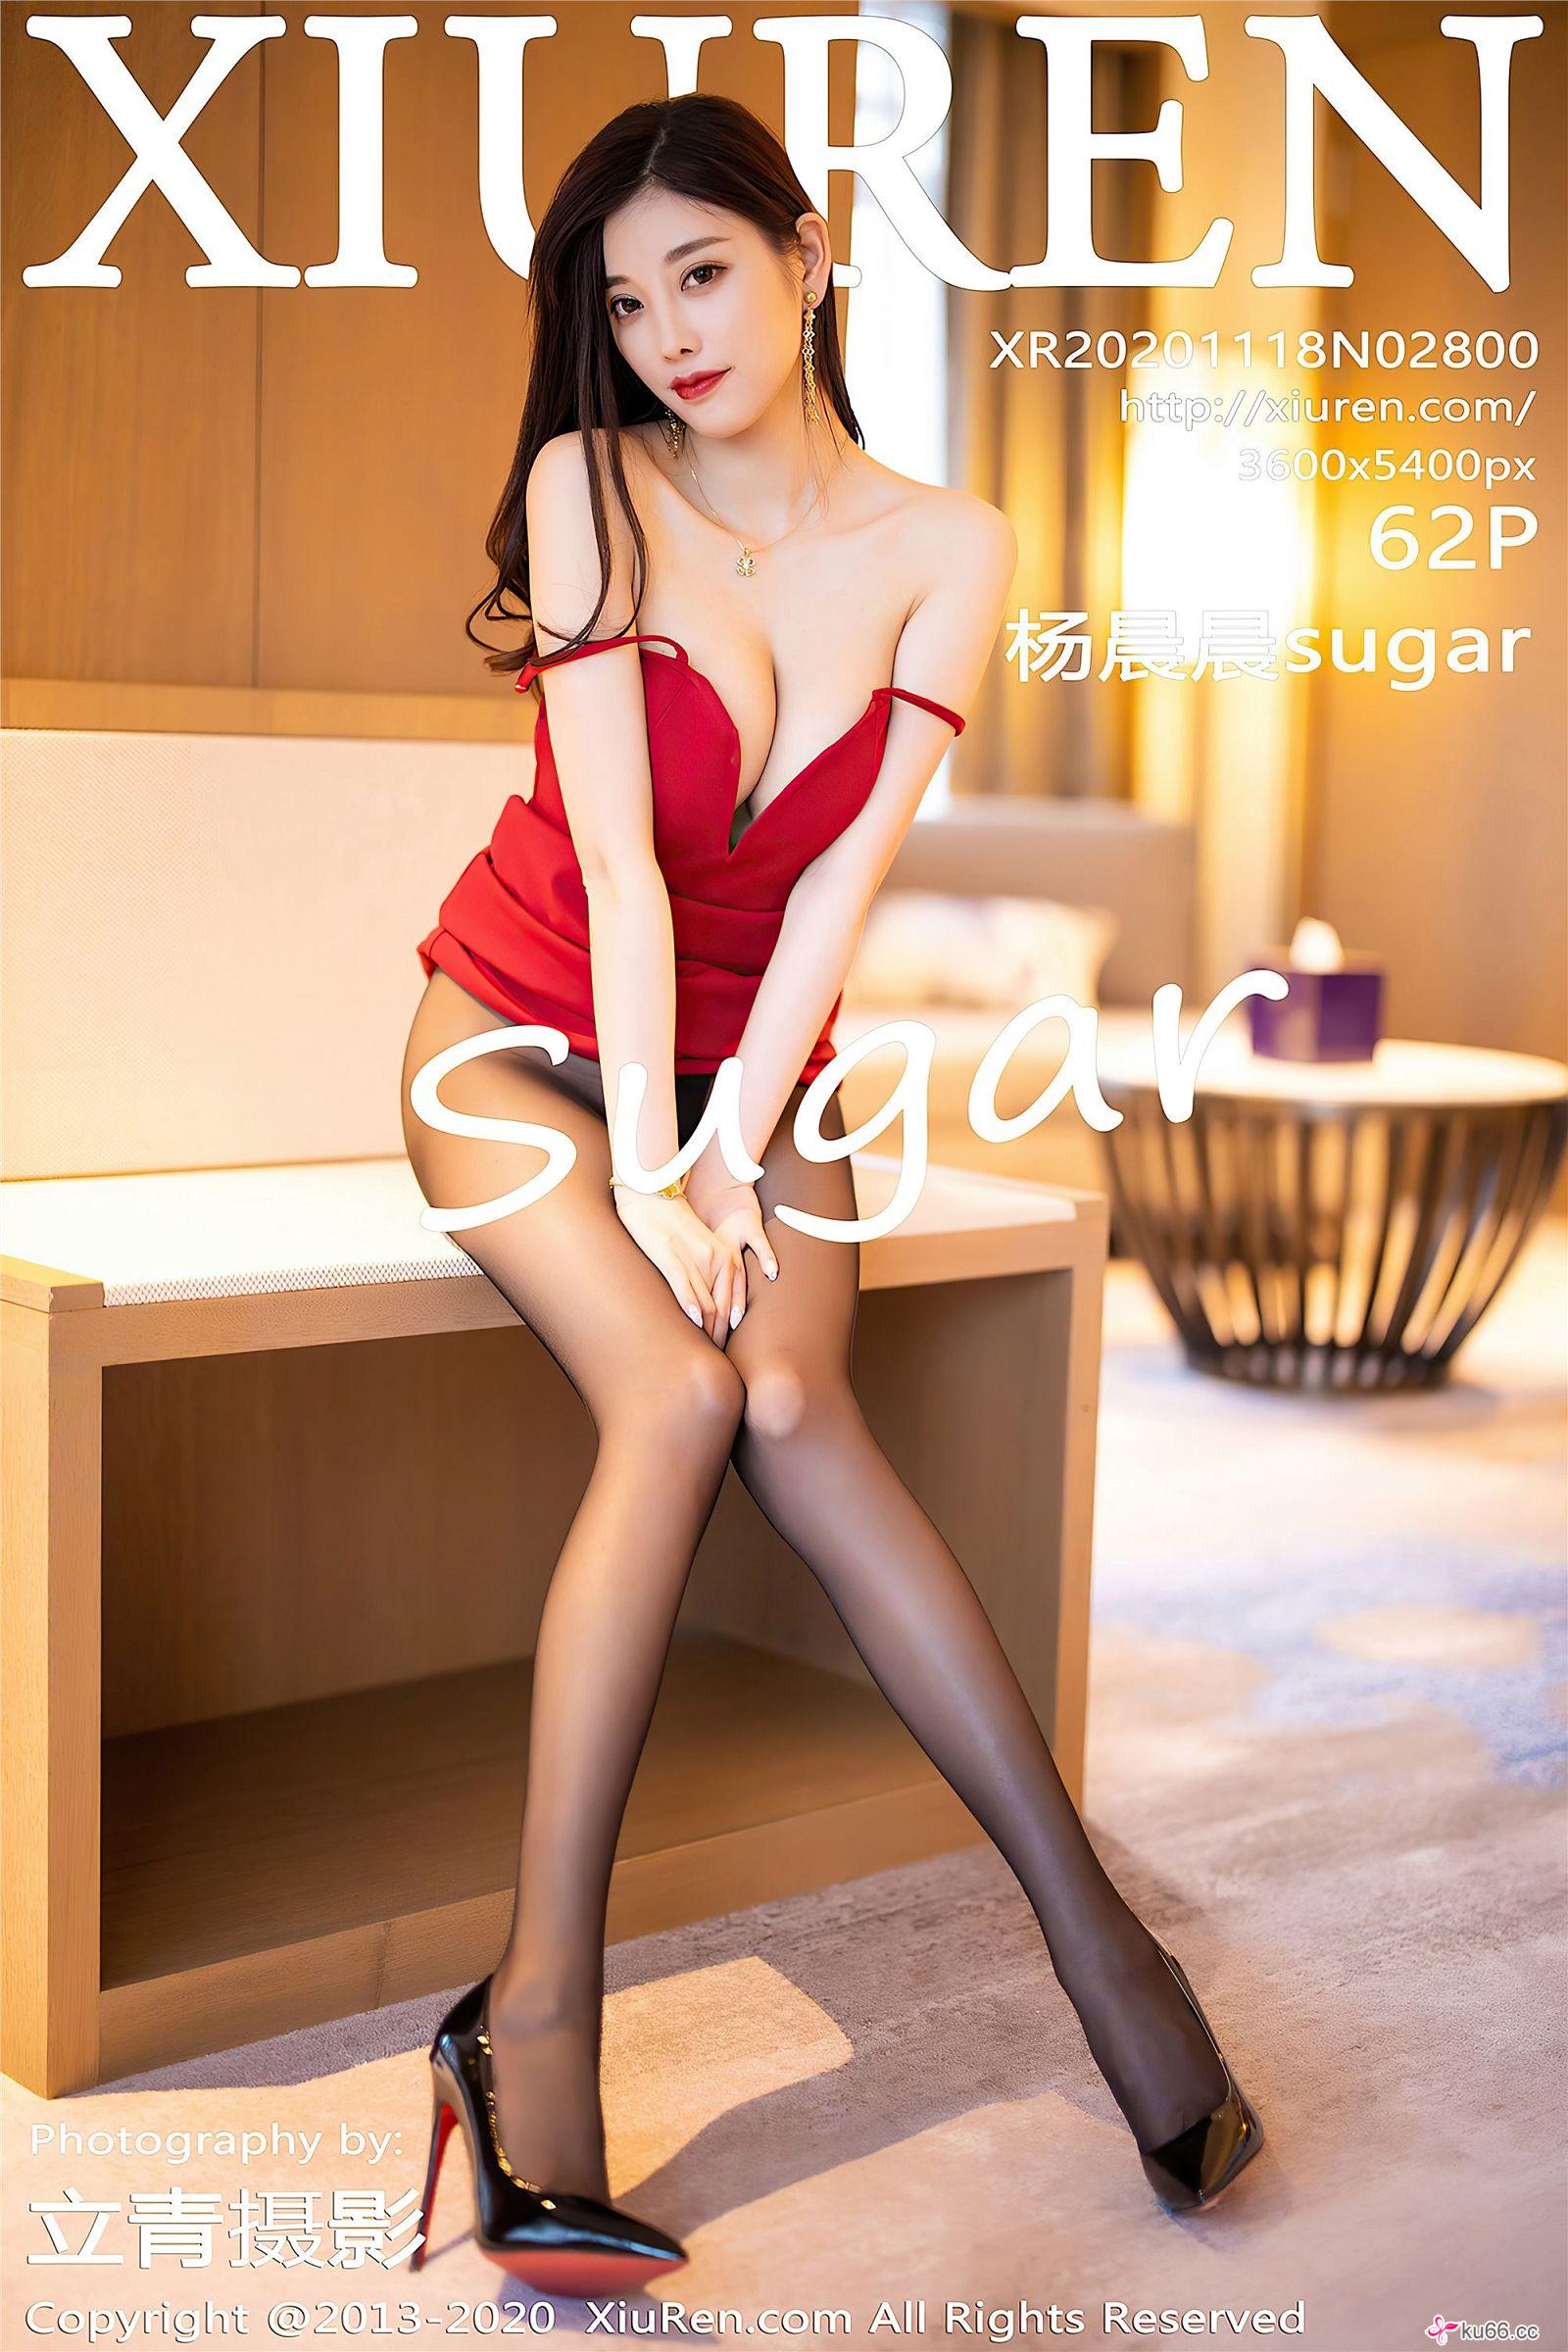 XIUREN
XR20201118N02800
http://xiuren.com/
3600x5400px
62P
杨晨晨sugar
Sugar
Photography by:
立青摄影
Copyright @2013-2020 XiuRen.com All Rights Reserved
ku66.cc